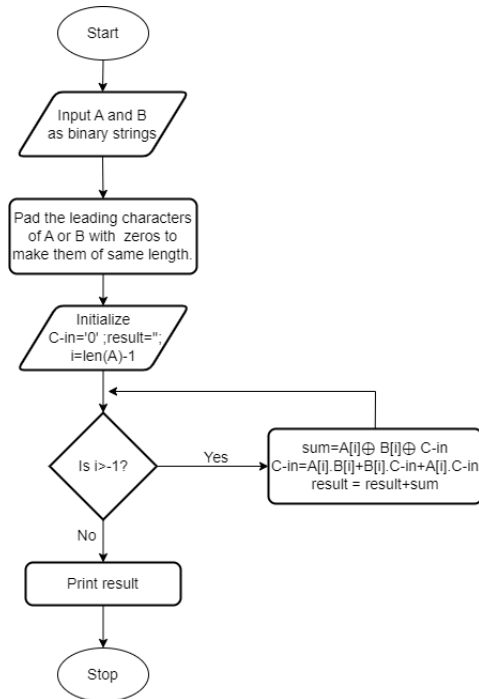 Start
Input A and B
as binary strings
Pad the leading characters
of A or B with zeros to
make them of same length.
Initialize
C-in='0' ;result='';
i=len(A)-1
Is i>-1?
Yes
sum=A[i]⊕ B[i]⊕ C-in
C-in=A[i].B[i]+B[i].C-in+A[i].C-in
result = result+sum
No
Print result
Stop